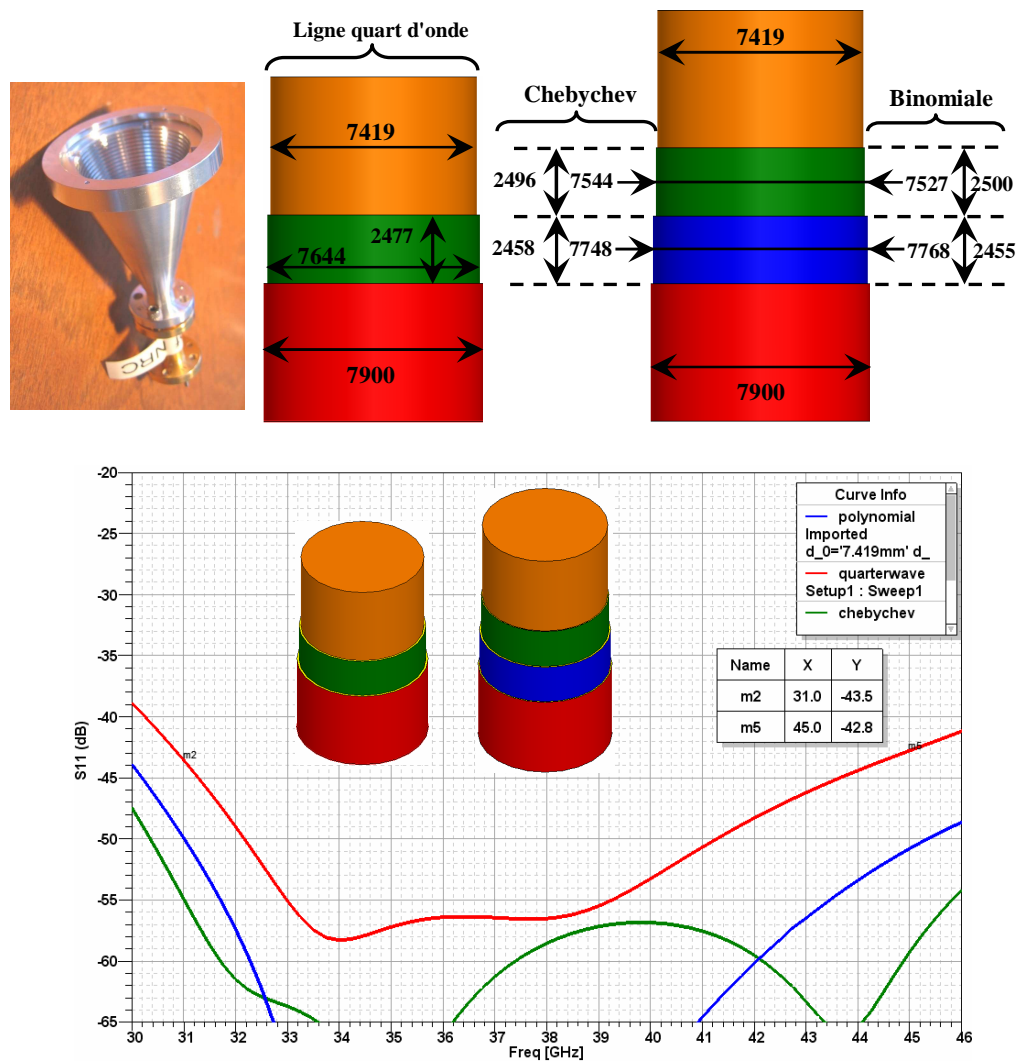 Ligne quart d'onde
7419
2477
7644
7900
Chebychev
Binomiale
7419
2496
7544
7527
2500
2458
7748
7768
2455
7900
NRC
-20
-25
-30
-35
-40
-45
-50
-55
-60
-65
S11 (dB)
30 31 32 33 34 35 36 37 38 39 40 41 42 43 44 45 46
Freq [GHz]
m2
m5
Curve Info
polynomial
Imported
d_0='7.419mm' d_
quarterwave
Setup1 : Sweep1
chebychev
Name X Y
m2 31.0 -43.5
m5 45.0 -42.8